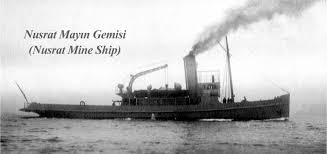 Nusrat Mayın Gemisi
(Nusrat Mine Ship)